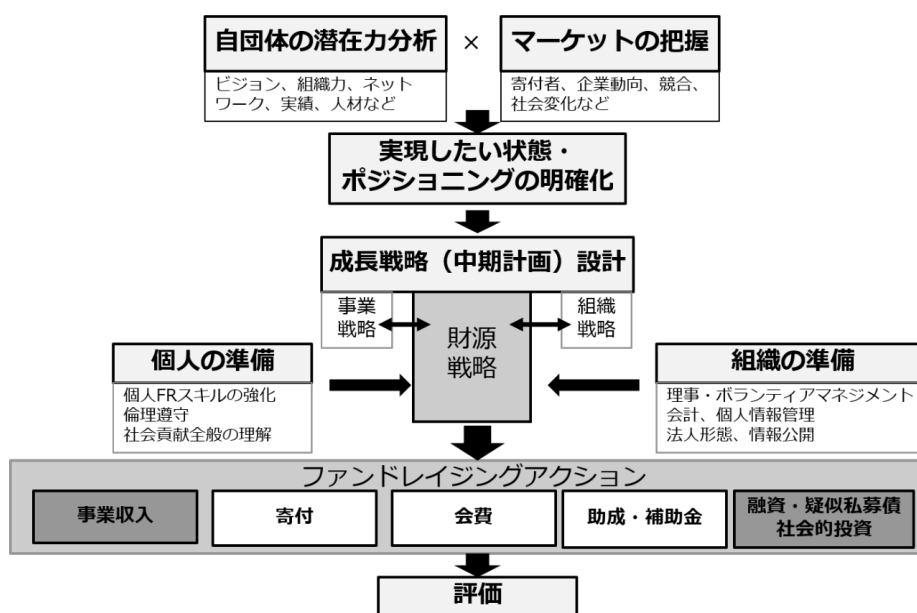 自団体の潜在力分析
×
マーケットの把握
ビジョン、組織力、ネット
ワーク、実績、人材など
寄付者、企業動向、競合、
社会変化など
実現したい状態・
ポジショニングの明確化
成長戦略（中期計画）設計
事業
戦略
財源
戦略
組織
戦略
個人の準備
個人FRスキルの強化
倫理遵守
社会貢献全般の理解
組織の準備
理事・ボランティアマネジメント
会計、個人情報管理
法人形態、情報公開
ファンドレイジングアクション
事業収入
寄付
会費
助成・補助金
融資・疑似私募債
社会的投資
評価